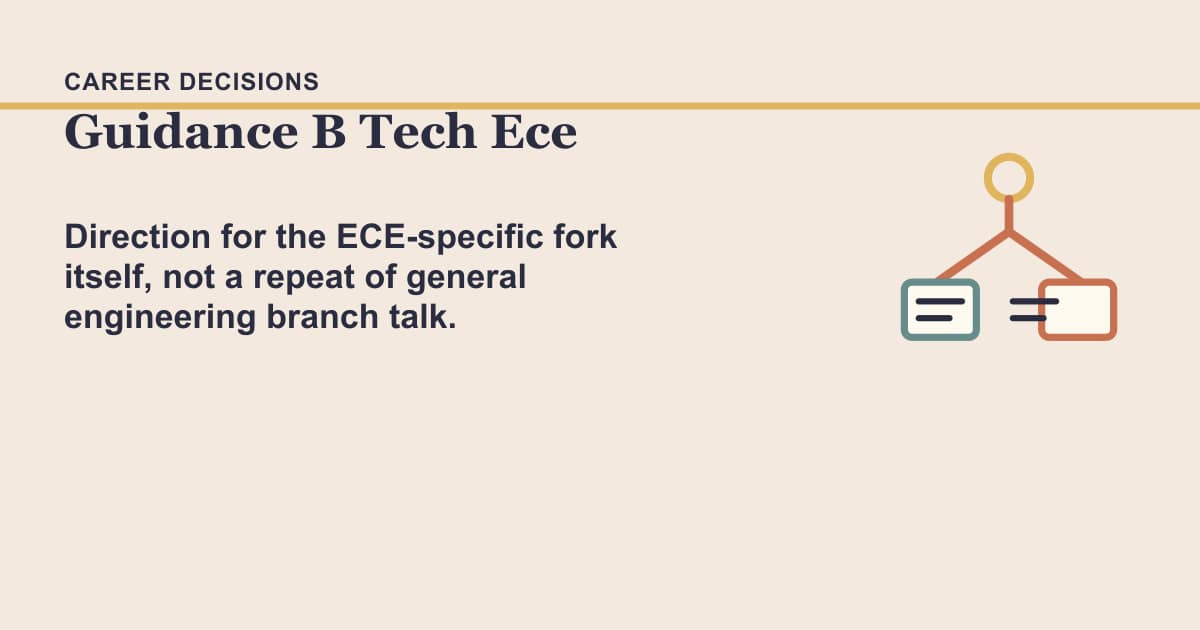 CAREER DECISIONS
Guidance B Tech Ece
Direction for the ECE-specific fork
itself, not a repeat of general
engineering branch talk.